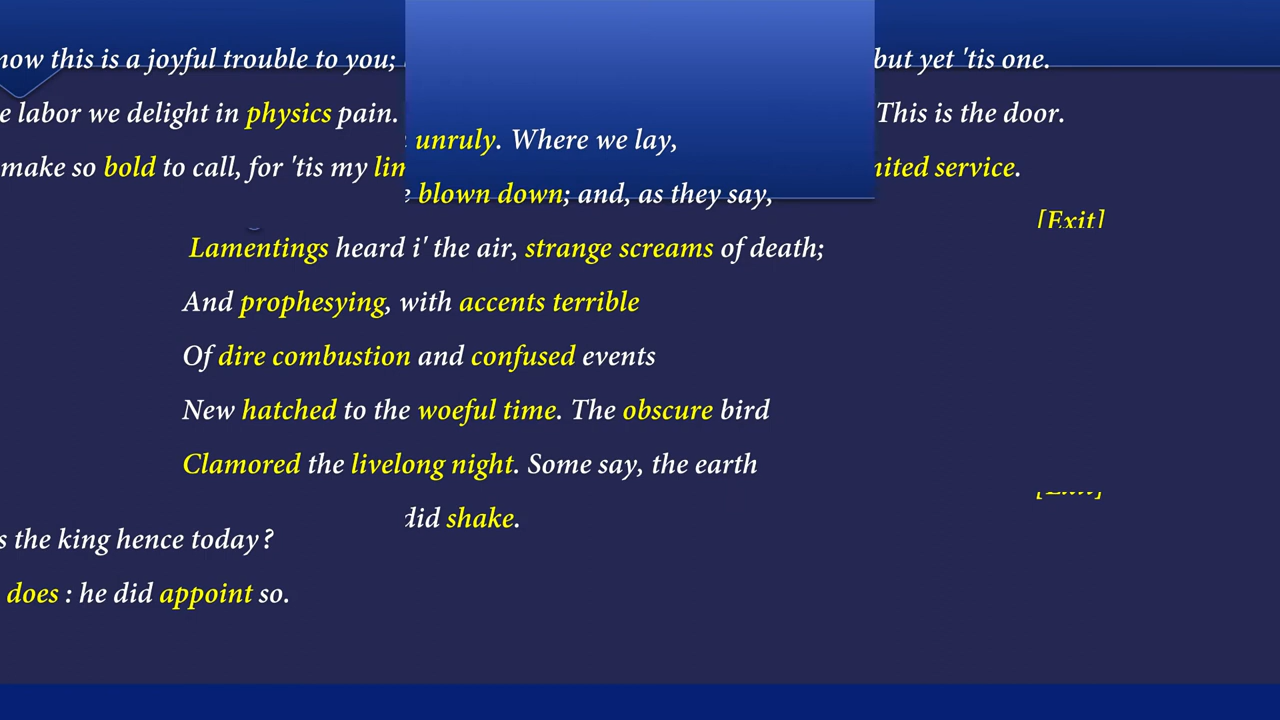 now this is a joyful trouble to you; but yet 'tis one.
labor we delight in physics pain. This is the door.
make so bold to call, for 'tis my lim nited service.
unruly. Where we lay,
blown down; and, as they say,
[Exit]
Lamentings heard i' the air, strange screams of death;
And prophesying, with accents terrible
Of dire combustion and confused events
New hatched to the woeful time. The obscure bird
Clamored the livelong night. Some say, the earth
did shake.
s the king hence today?
does : he did appoint so.